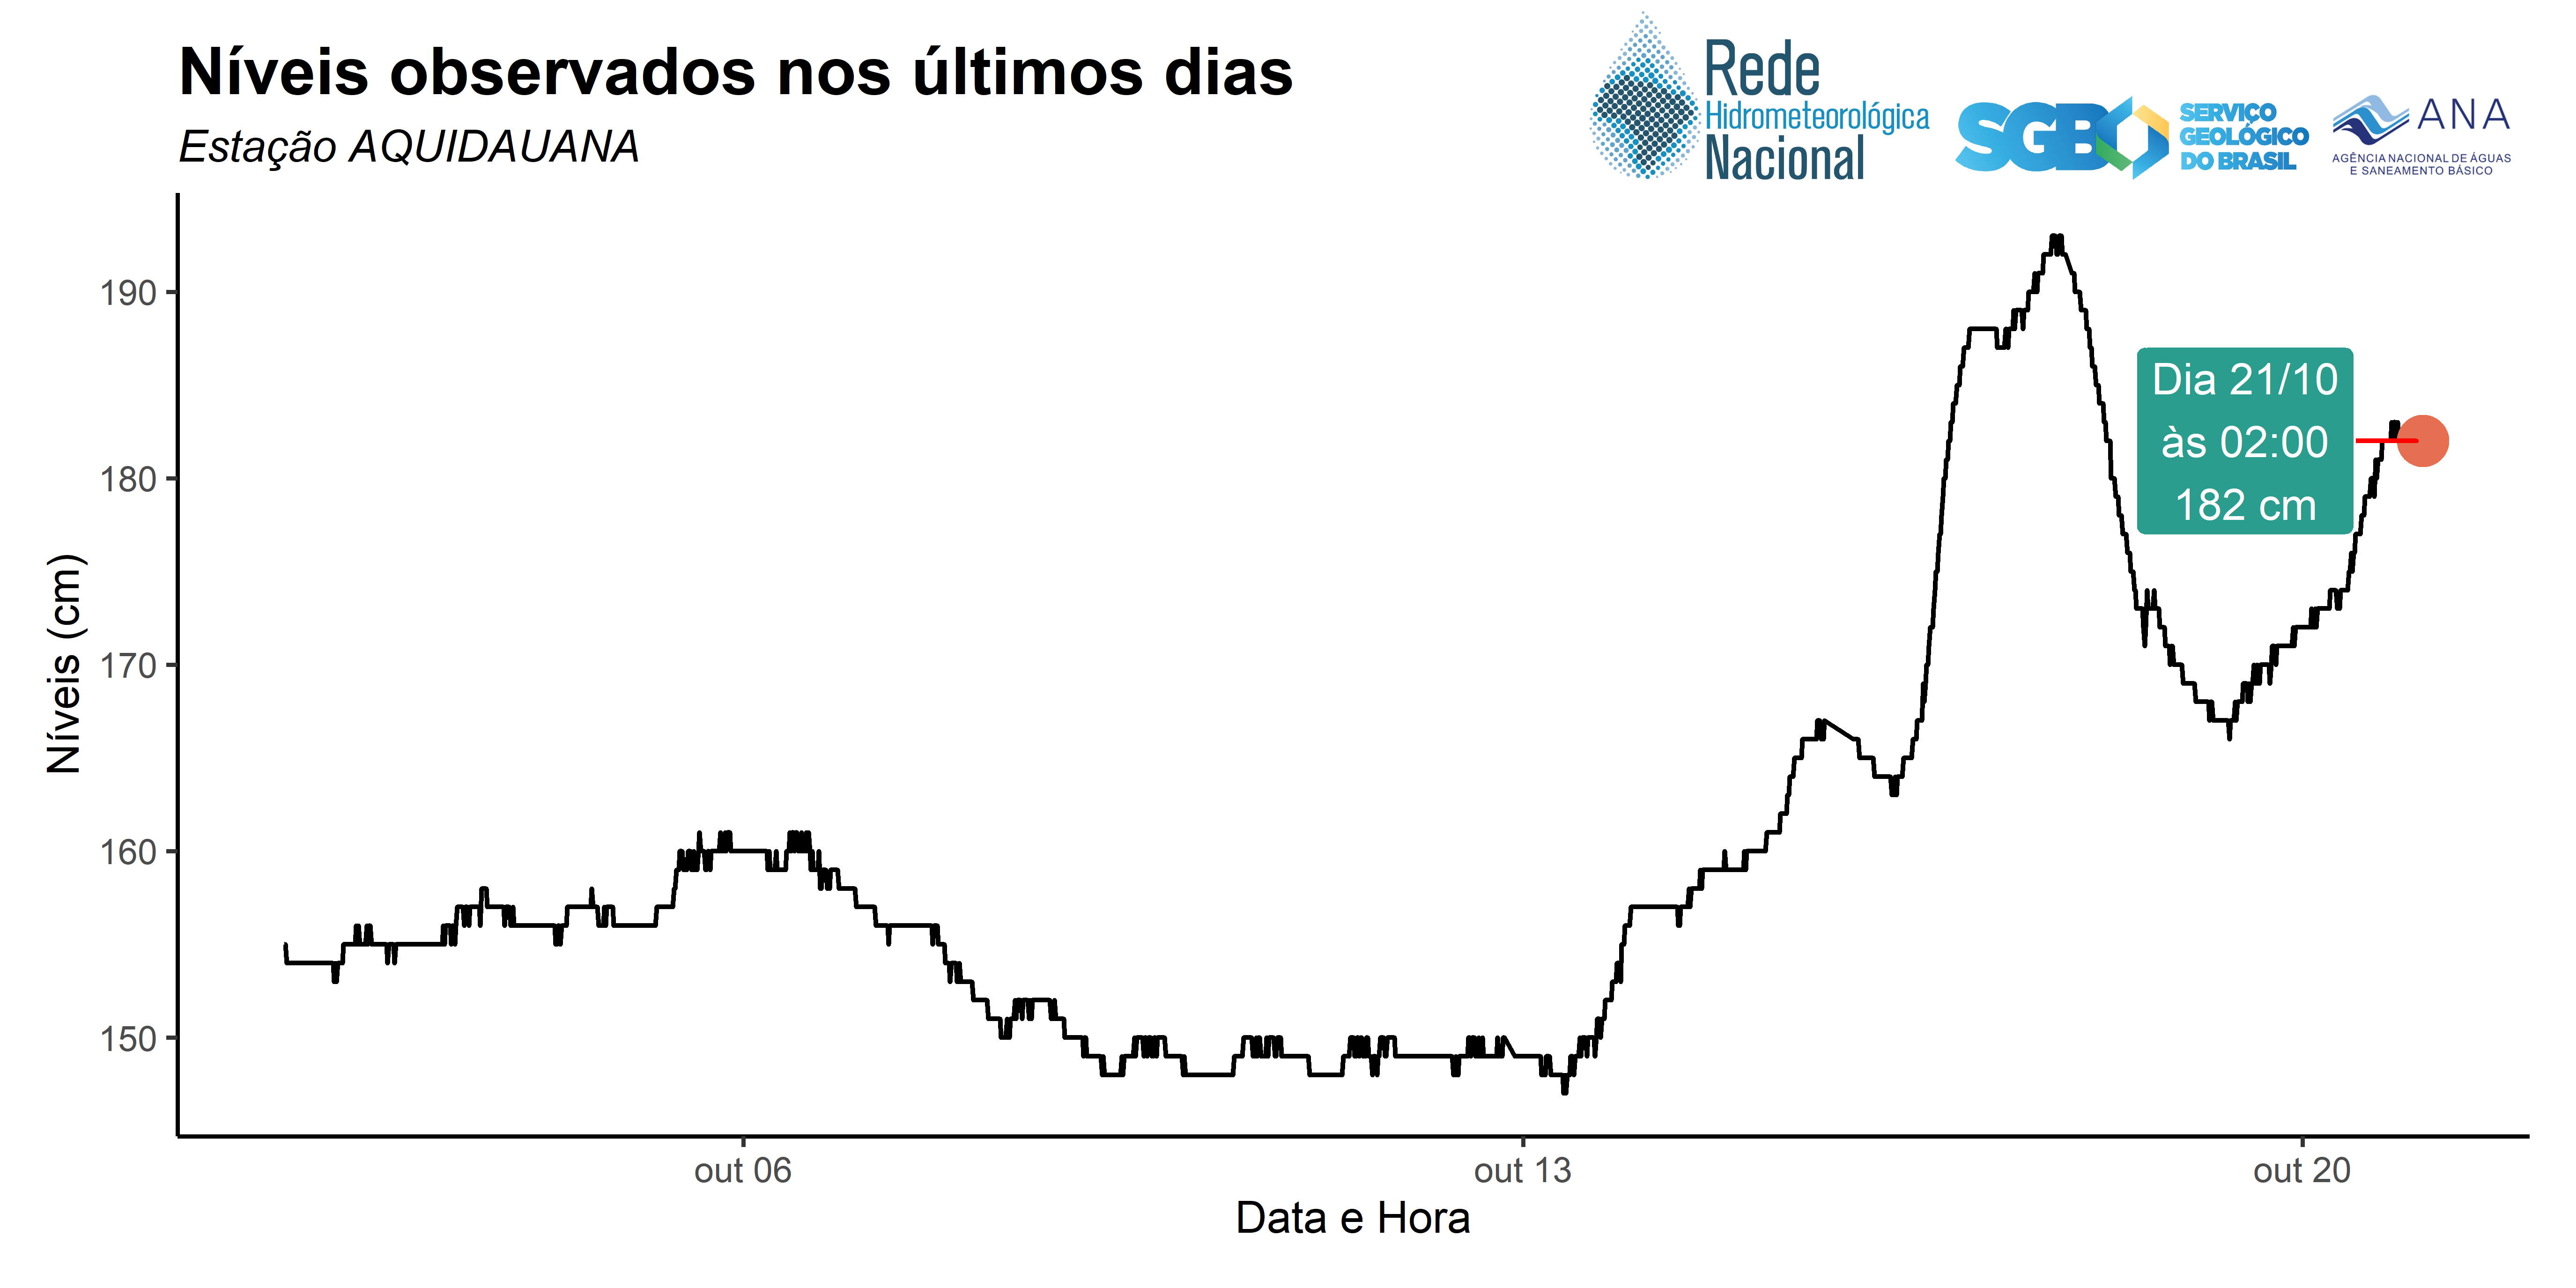 Níveis observados nos últimos dias
Estação AQUIDAUANA
Rede
Hidrometeorológica
Nacional
SGB
SERVIÇO
GEOLÓGICO
DO BRASIL
ANA
AGÊNCIA NACIONAL DE ÁGUAS
E SANEAMENTO BÁSICO
Níveis (cm)
190
180
170
160
150
Dia 21/10
às 02:00
182 cm
out 06
out 13
out 20
Data e Hora